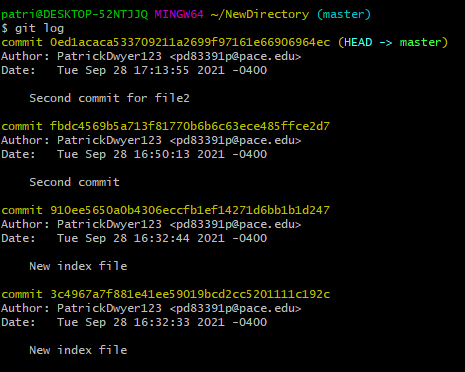 patri@DESKTOP-52NTJJQ MINGW64 ~/NewDirectory (master)
$ git log
commit 0ed1acaca533709211a2699f97161e66906964ec (HEAD -> master)
Author: PatrickDwyer123 <pd83391p@pace.edu>
Date:   Tue Sep 28 17:13:55 2021 -0400
Second commit for file2
commit fbdc4569b5a713f81770b6b6c63ece485ffce2d7
Author: PatrickDwyer123 <pd83391p@pace.edu>
Date:   Tue Sep 28 16:50:13 2021 -0400
Second commit
commit 910ee5650a0b4306eccfb1ef14271d6bb1b1d247
Author: PatrickDwyer123 <pd83391p@pace.edu>
Date:   Tue Sep 28 16:32:44 2021 -0400
New index file
commit 3c4967a7f881e41ee59019bcd2cc5201111c192c
Author: PatrickDwyer123 <pd83391p@pace.edu>
Date:   Tue Sep 28 16:32:33 2021 -0400
New index file